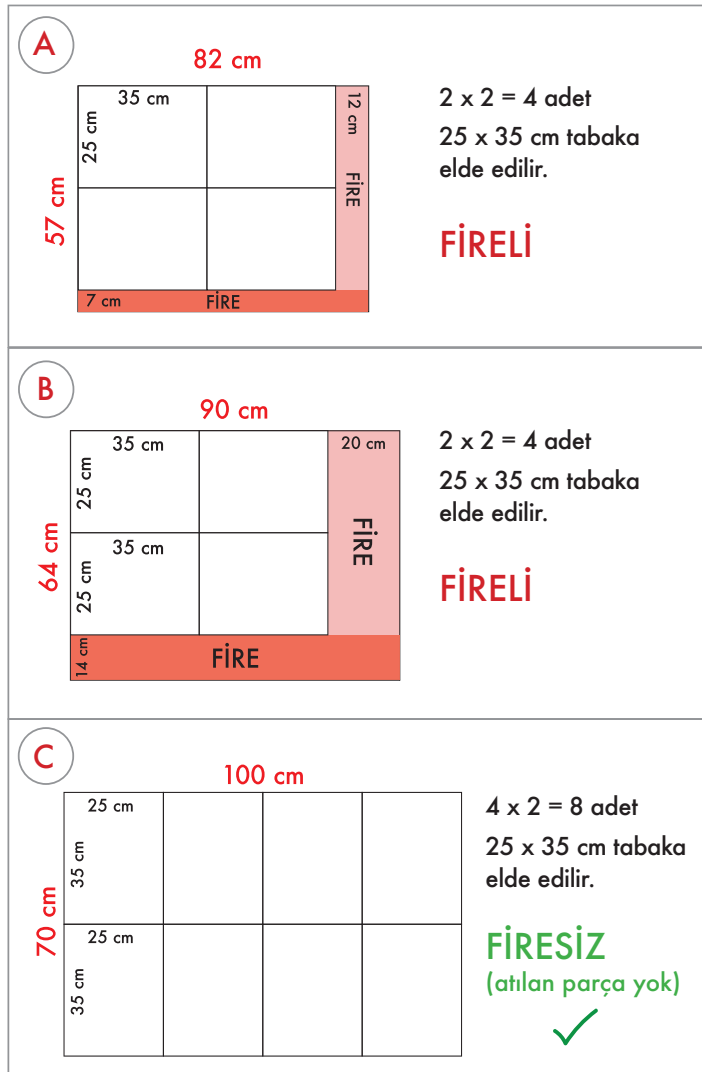 A
82 cm
35 cm
25 cm
12 cm
FİRE
57 cm
7 cm
FİRE
2 x 2 = 4 adet
25 x 35 cm tabaka
elde edilir.
FİRELİ
B
90 cm
35 cm
25 cm
20 cm
FİRE
35 cm
25 cm
64 cm
14 cm
FİRE
2 x 2 = 4 adet
25 x 35 cm tabaka
elde edilir.
FİRELİ
C
100 cm
25 cm
35 cm
70 cm
25 cm
35 cm
4 x 2 = 8 adet
25 x 35 cm tabaka
elde edilir.
FİRESİZ
(atılan parça yok)